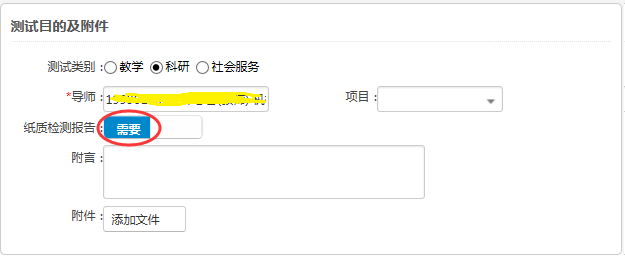 测试目的及附件
测试类别：教学 科研 社会服务
*导师： 项目：
纸质检测报告：需要
附言：
附件：添加文件